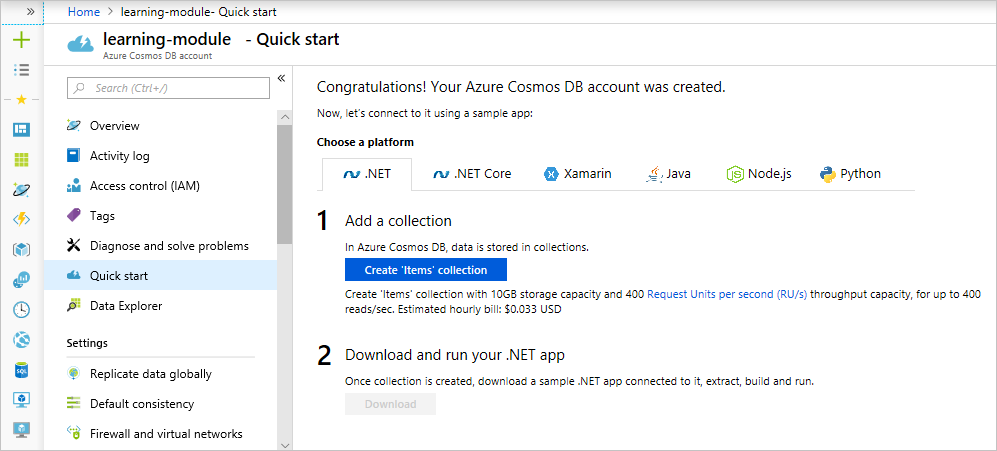 Home > learning-module- Quick start
learning-module - Quick start
Azure Cosmos DB account
Search (Ctrl+/)
Overview
Activity log
Access control (IAM)
Tags
Diagnose and solve problems
Quick start
Data Explorer
Settings
Replicate data globally
Default consistency
Firewall and virtual networks
Congratulations! Your Azure Cosmos DB account was created.
Now, let's connect to it using a sample app:
Choose a platform
.NET .NET Core Xamarin Java Node.js Python
1 Add a collection
In Azure Cosmos DB, data is stored in collections.
Create 'Items' collection
Create 'Items' collection with 10GB storage capacity and 400 Request Units per second (RU/s) throughput capacity, for up to 400
reads/sec. Estimated hourly bill: $0.033 USD
2 Download and run your .NET app
Once collection is created, download a sample .NET app connected to it, extract, build and run.
Download